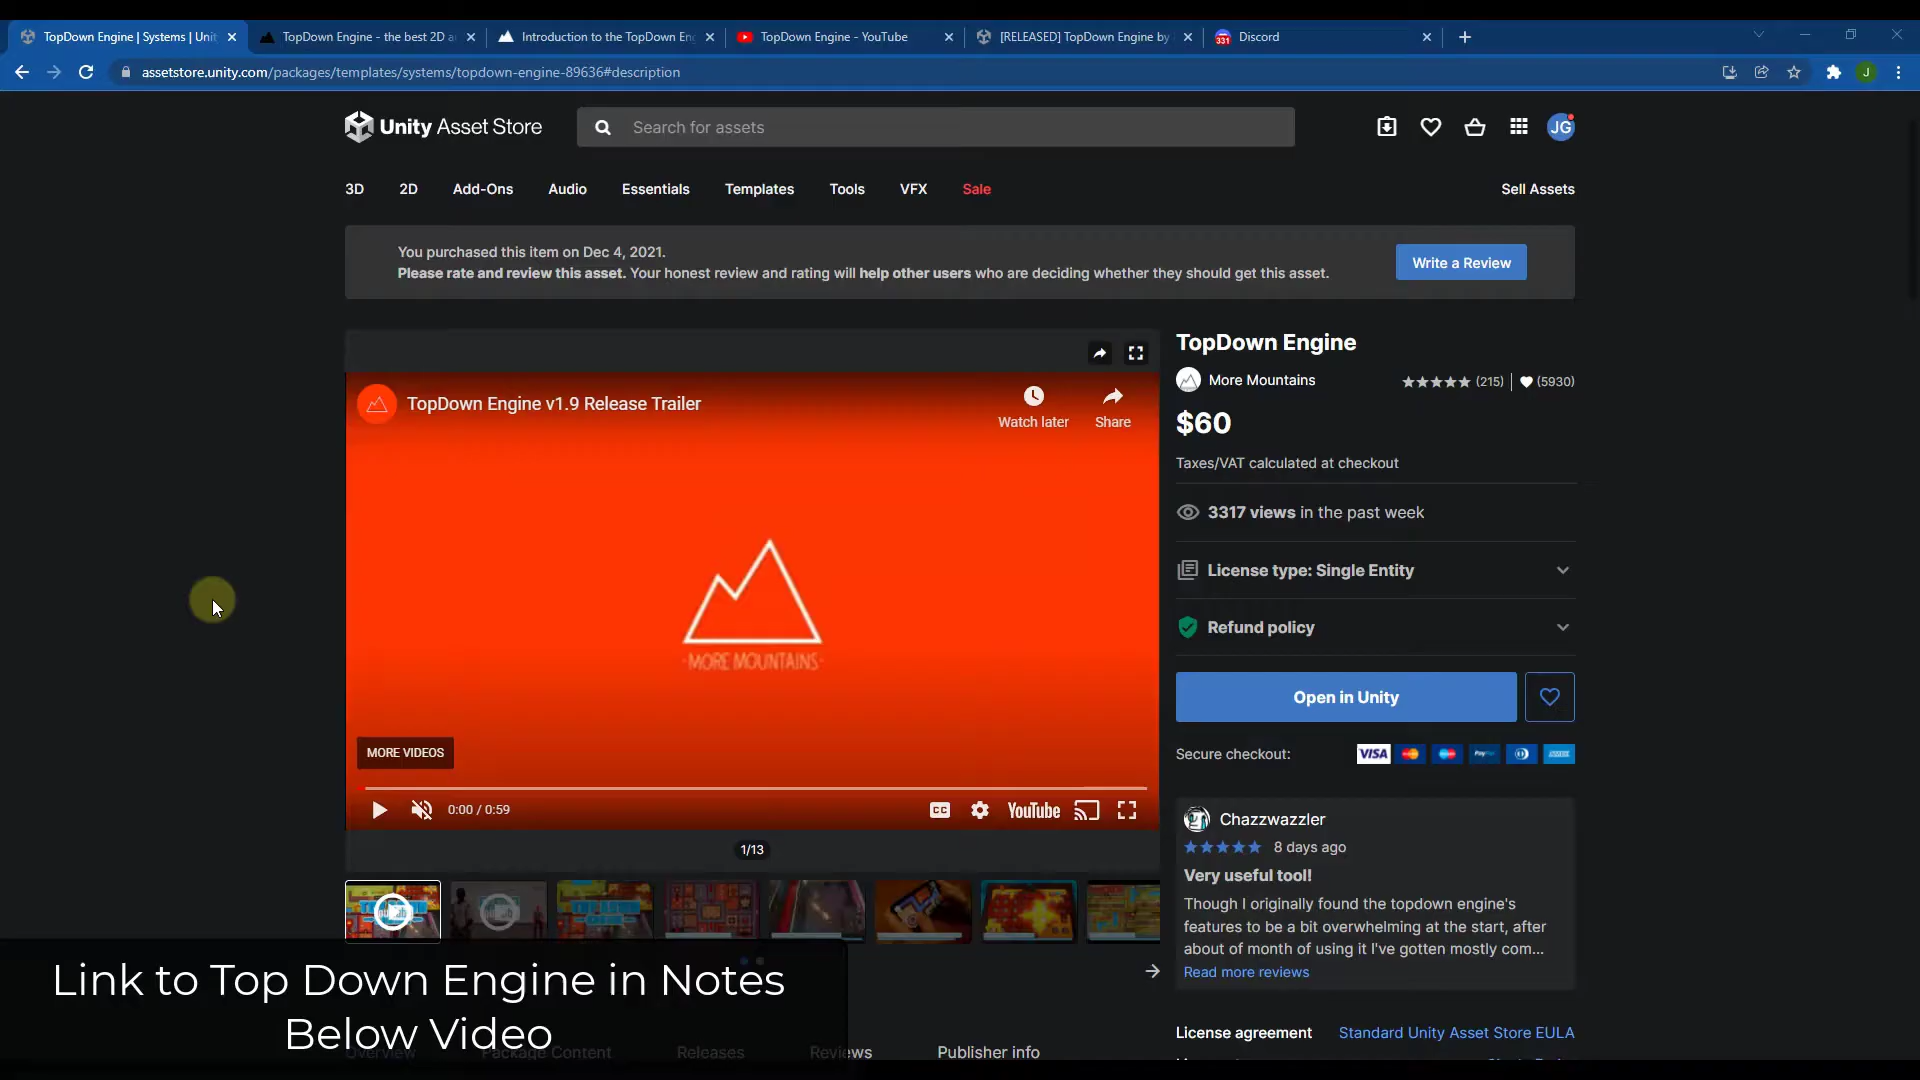 TopDown Engine | Systems | Unit
TopDown Engine - the best 2D a
Introduction to the TopDown En
TopDown Engine - YouTube
[RELEASED] TopDown Engine by
331
Discord
assetstore.unity.com/packages/templates/systems/topdown-engine-89636#description
J
Unity Asset Store
Search for assets
JG
3D
2D
Add-Ons
Audio
Essentials
Templates
Tools
VFX
Sale
Sell Assets
You purchased this item on Dec 4, 2021.
Please rate and review this asset. Your honest review and rating will help other users who are deciding whether they should get this asset.
Write a Review
TopDown Engine v1.9 Release Trailer
Watch later
Share
-MORE MOUNTAINS-
MORE VIDEOS
0:00 / 0:59
CC
YouTube
1/13
TopDown Engine
More Mountains
(215)
(5930)
$60
Taxes/VAT calculated at checkout
3317 views in the past week
License type: Single Entity
Refund policy
Open in Unity
Secure checkout:
VISA
PayPal
Chazzwazzler
8 days ago
Very useful tool!
Though I originally found the topdown engine's
features to be a bit overwhelming at the start, after
about of month of using it I've gotten mostly com...
Read more reviews
License agreement
Standard Unity Asset Store EULA
Link to Top Down Engine in Notes
Below Video
Overview
Package Content
Releases
Reviews
Publisher info